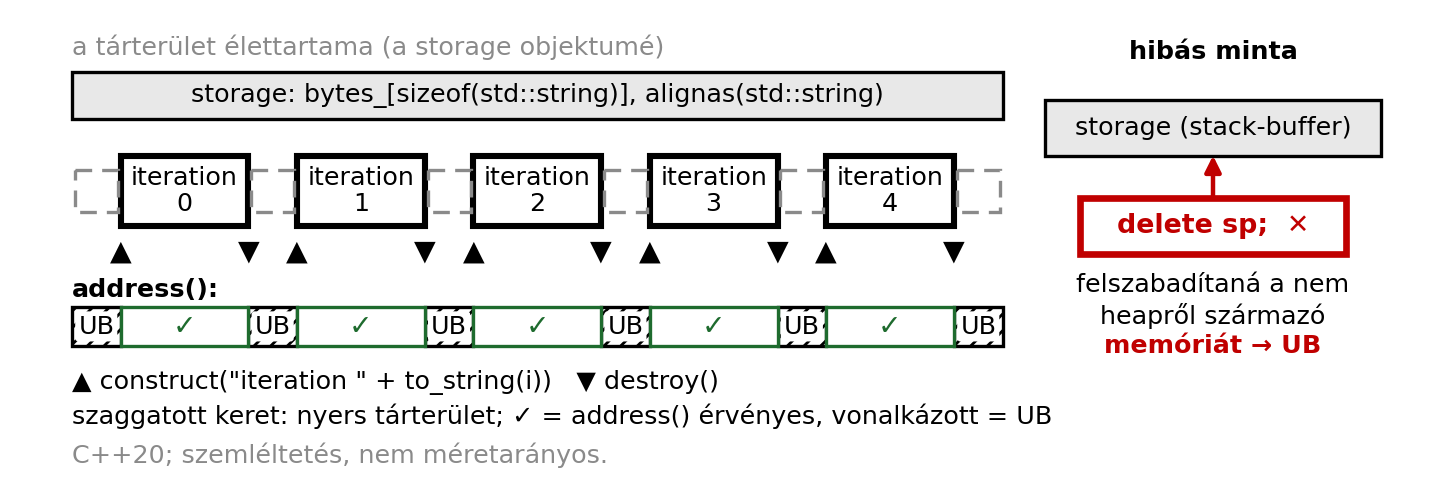 a tárterület élettartama (a storage objektumé)
storage: bytes_[sizeof(std::string)], alignas(std::string)
iteration
0
iteration
1
iteration
2
iteration
3
iteration
4
▲ ▼ ▲ ▼ ▲ ▼ ▲ ▼ ▲ ▼
address():
UB ✓ UB ✓ UB ✓ UB ✓ UB ✓ UB
▲ construct("iteration " + to_string(i)) ▼ destroy()
szaggatott keret: nyers tárterület; ✓ = address() érvényes, vonalkázott = UB
C++20; szemléltetés, nem méretarányos.
hibás minta
storage (stack-buffer)
delete sp; ✕
felszabadítaná a nem
heapről származó
memóriát → UB